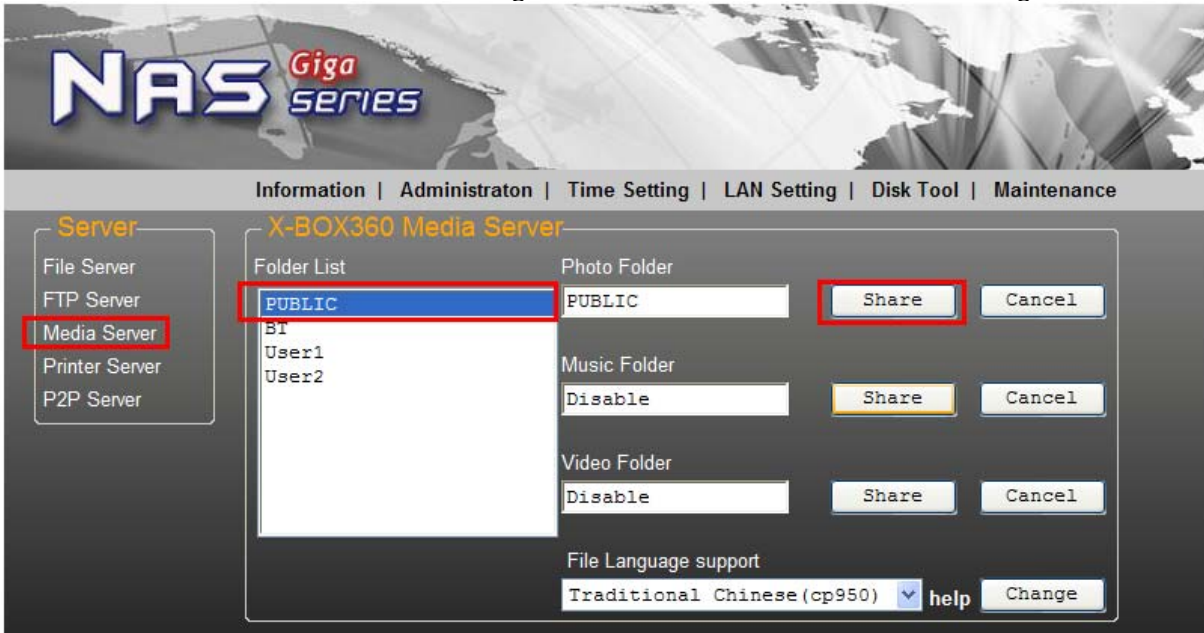 NAS Giga series
Information | Administraton | Time Setting | LAN Setting | Disk Tool | Maintenance
Server
File Server
FTP Server
Media Server
Printer Server
P2P Server
X-BOX360 Media Server
Folder List
PUBLIC
BT
User1
User2
Photo Folder
PUBLIC Share Cancel
Music Folder
Disable Share Cancel
Video Folder
Disable Share Cancel
File Language support
Traditional Chinese(cp950) help Change